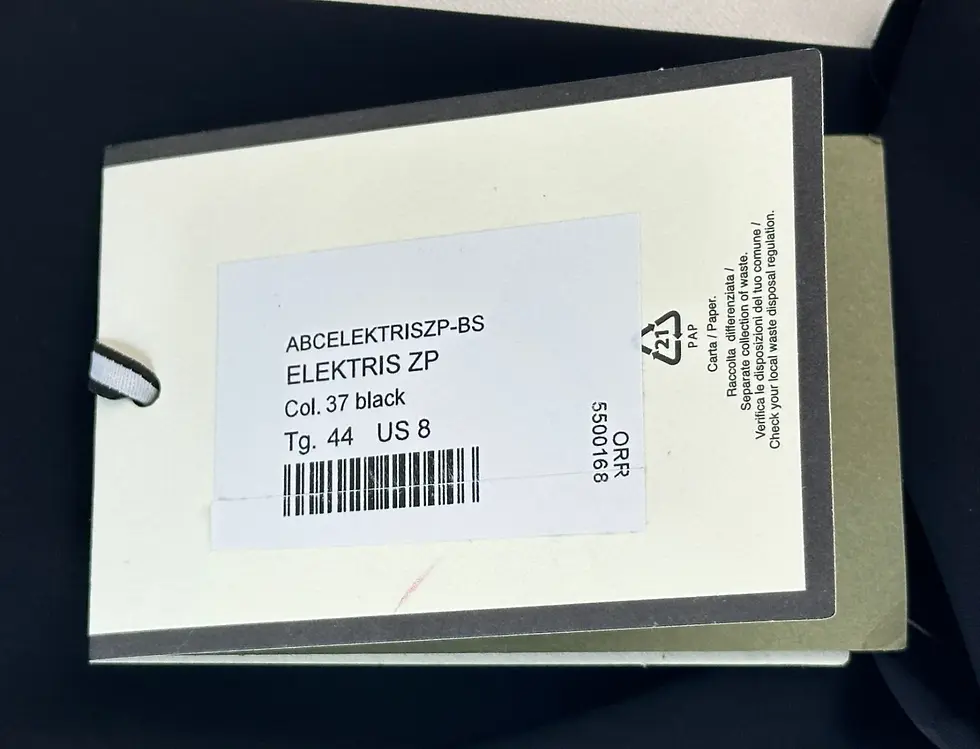 ABCELEKTRISZP-BS
ELEKTRIS ZP
Col. 37 black
Tg. 44 US 8
ORR
5500168
21
PAP
Carta / Paper.
Raccolta differenziata /
Separate collection of waste.
Verifica le disposizioni del tuo comune /
Check your local waste disposal regulation.